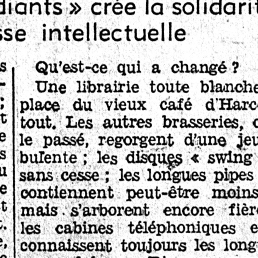 diants » crée la solidarit
sse intellectuelle
Qu'est-ce qui a changé ?
Une librairie toute blanche
place du vieux café d'Harc
tout. Les autres brasseries, c
le passé, regorgent d'une jeu
bulente ; les disques « swing
sans cesse ; les longues pipes
contiennent peut-être moins
mais s'arborent encore fièr
les cabines téléphoniques e
connaissent toujours les long